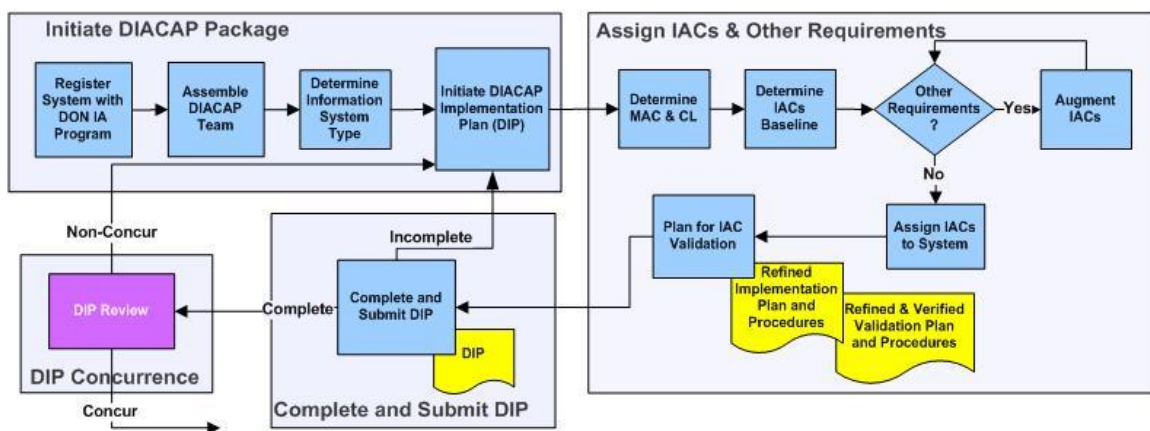 Initiate DIACAP Package
Register
System with
DON IA
Program
Assemble
DIACAP
Team
Determine
Information
System
Type
Initiate DIACAP
Implementation
Plan (DIP)
Assign IACs & Other Requirements
Determine
MAC & CL
Determine
IACs
Baseline
Other
Requirements
?
Yes
Augment
IACs
No
Assign IACs
to System
Plan for IAC
Validation
Refined
Implementation
Plan and
Procedures
Refined & Verified
Validation Plan
and Procedures
Incomplete
Complete and
Submit DIP
DIP
Complete and Submit DIP
Complete
Non-Concur
DIP Review
DIP Concurrence
Concur